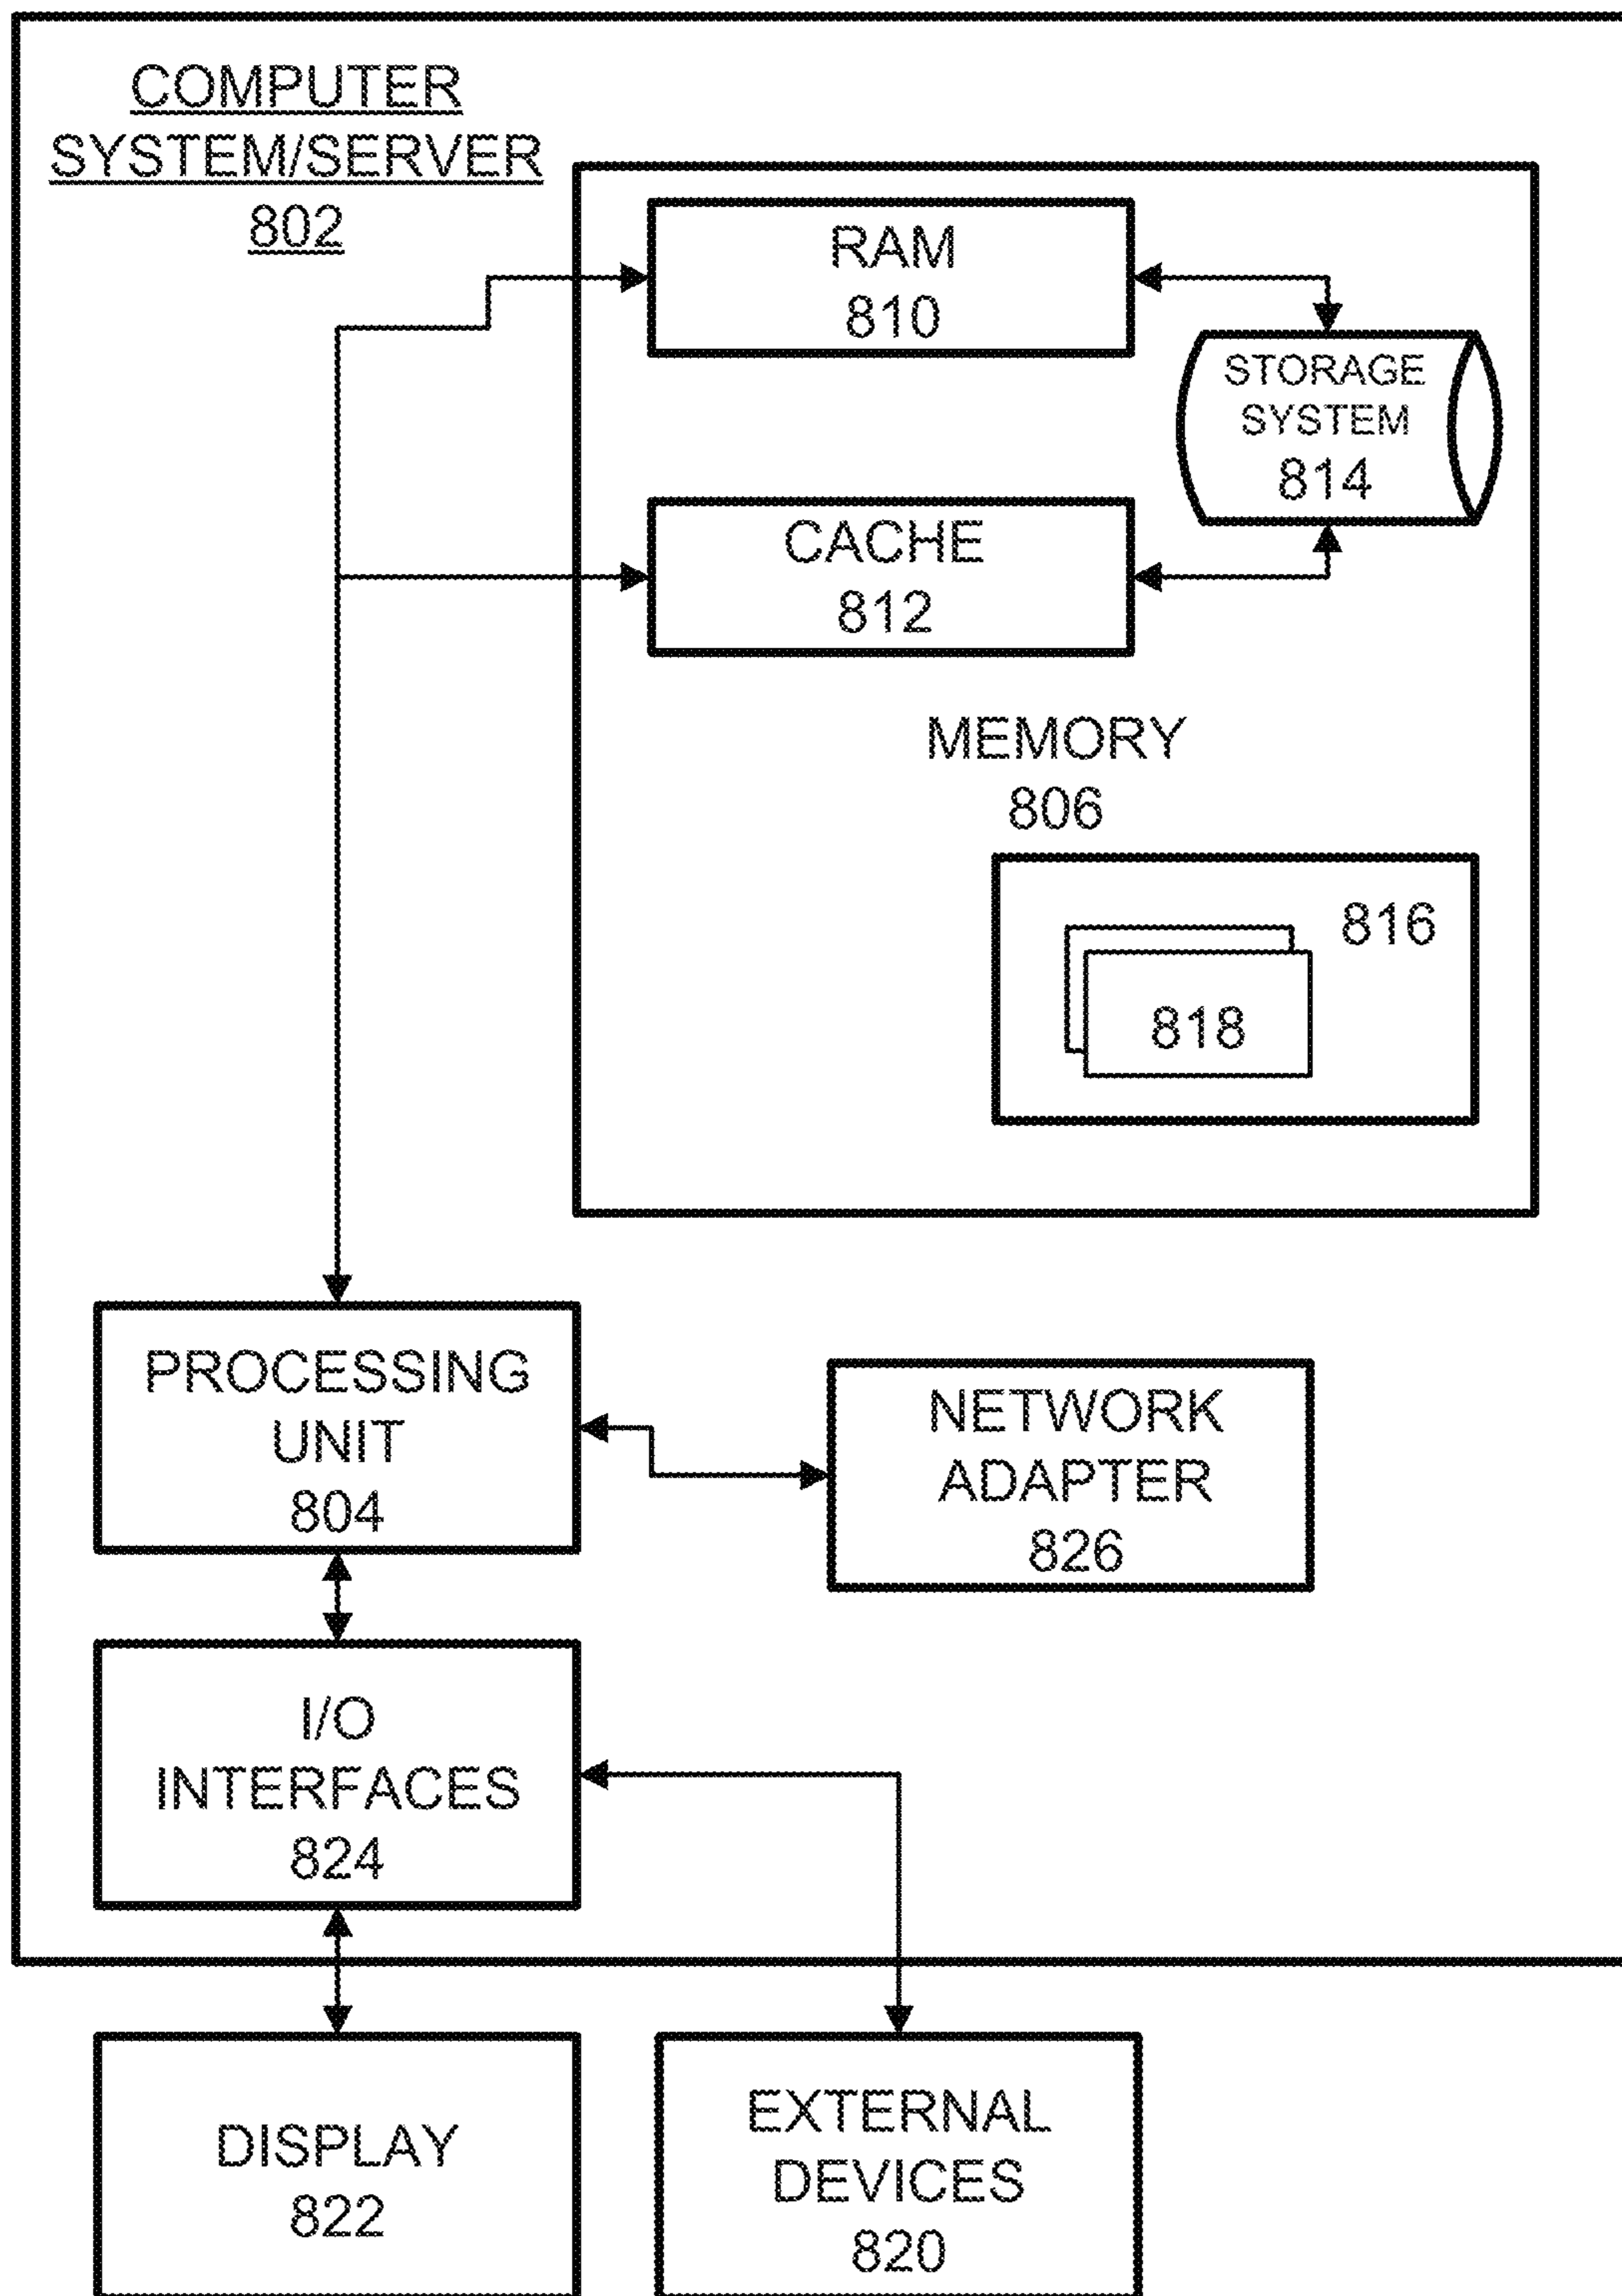 COMPUTER
SYSTEM/SERVER
802
RAM
810
STORAGE
SYSTEM
814
CACHE
812
MEMORY
806
816
818
PROCESSING
UNIT
804
NETWORK
ADAPTER
826
I/O
INTERFACES
824
DISPLAY
822
EXTERNAL
DEVICES
820